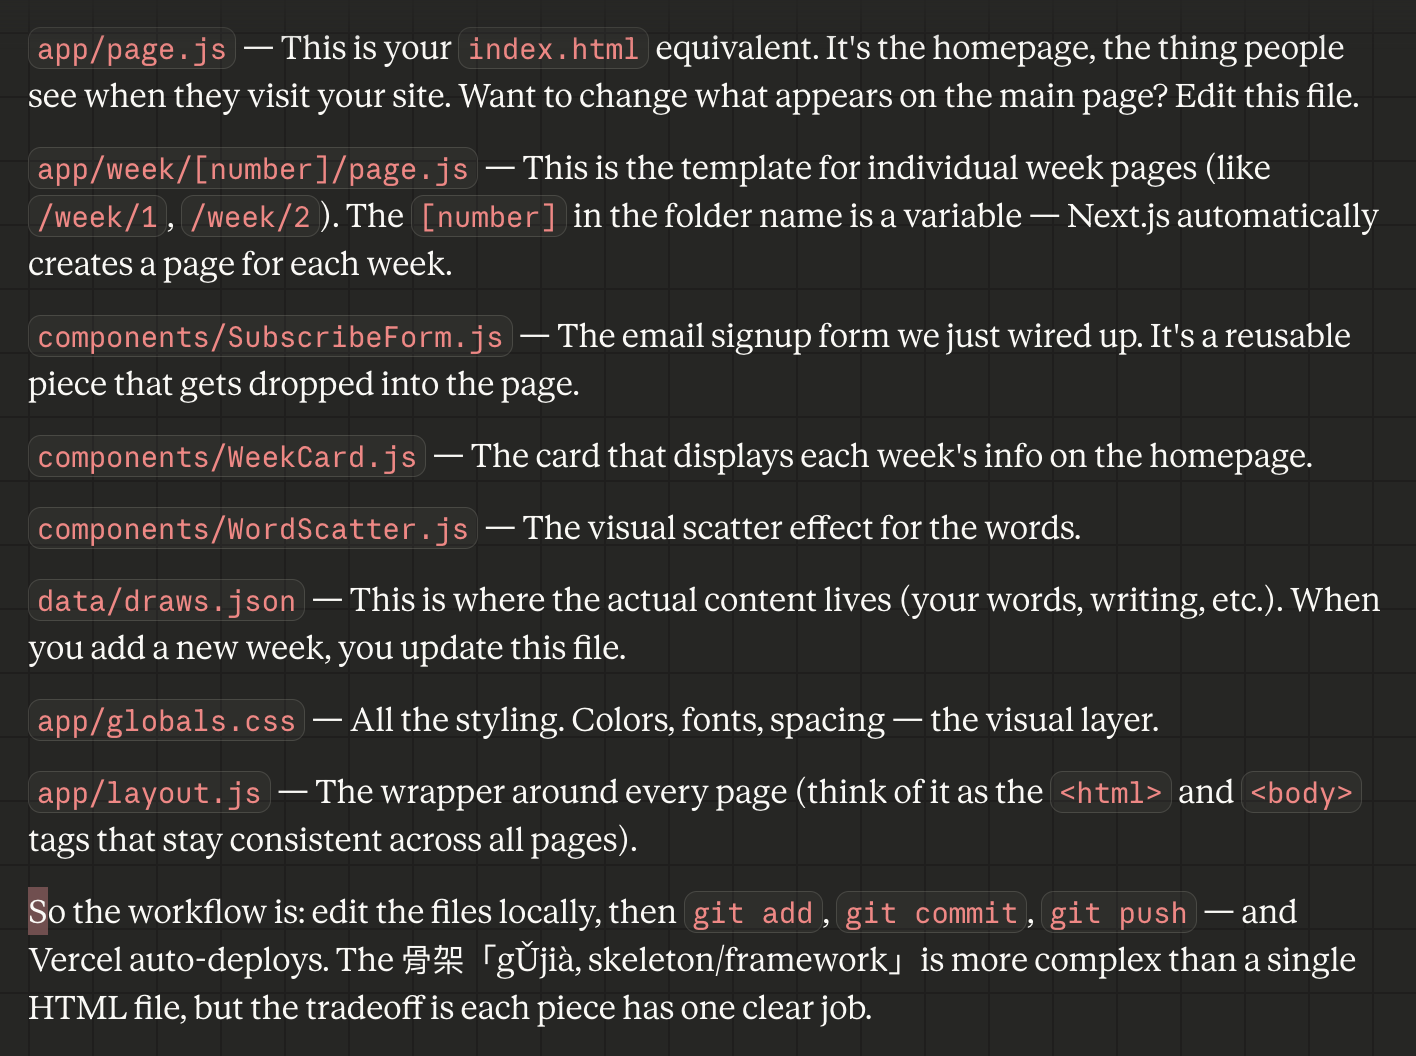 app/page.js — This is your index.html equivalent. It's the homepage, the thing people
see when they visit your site. Want to change what appears on the main page? Edit this file.
app/week/[number]/page.js — This is the template for individual week pages (like
/week/1, /week/2). The [number] in the folder name is a variable — Next.js automatically
creates a page for each week.
components/SubscribeForm.js — The email signup form we just wired up. It's a reusable
piece that gets dropped into the page.
components/WeekCard.js — The card that displays each week's info on the homepage.
components/WordScatter.js — The visual scatter effect for the words.
data/draws.json — This is where the actual content lives (your words, writing, etc.). When
you add a new week, you update this file.
app/globals.css — All the styling. Colors, fonts, spacing — the visual layer.
app/layout.js — The wrapper around every page (think of it as the <html> and <body>
tags that stay consistent across all pages).
So the workflow is: edit the files locally, then git add, git commit, git push — and
Vercel auto-deploys. The 骨架「gǓjià, skeleton/framework」is more complex than a single
HTML file, but the tradeoff is each piece has one clear job.